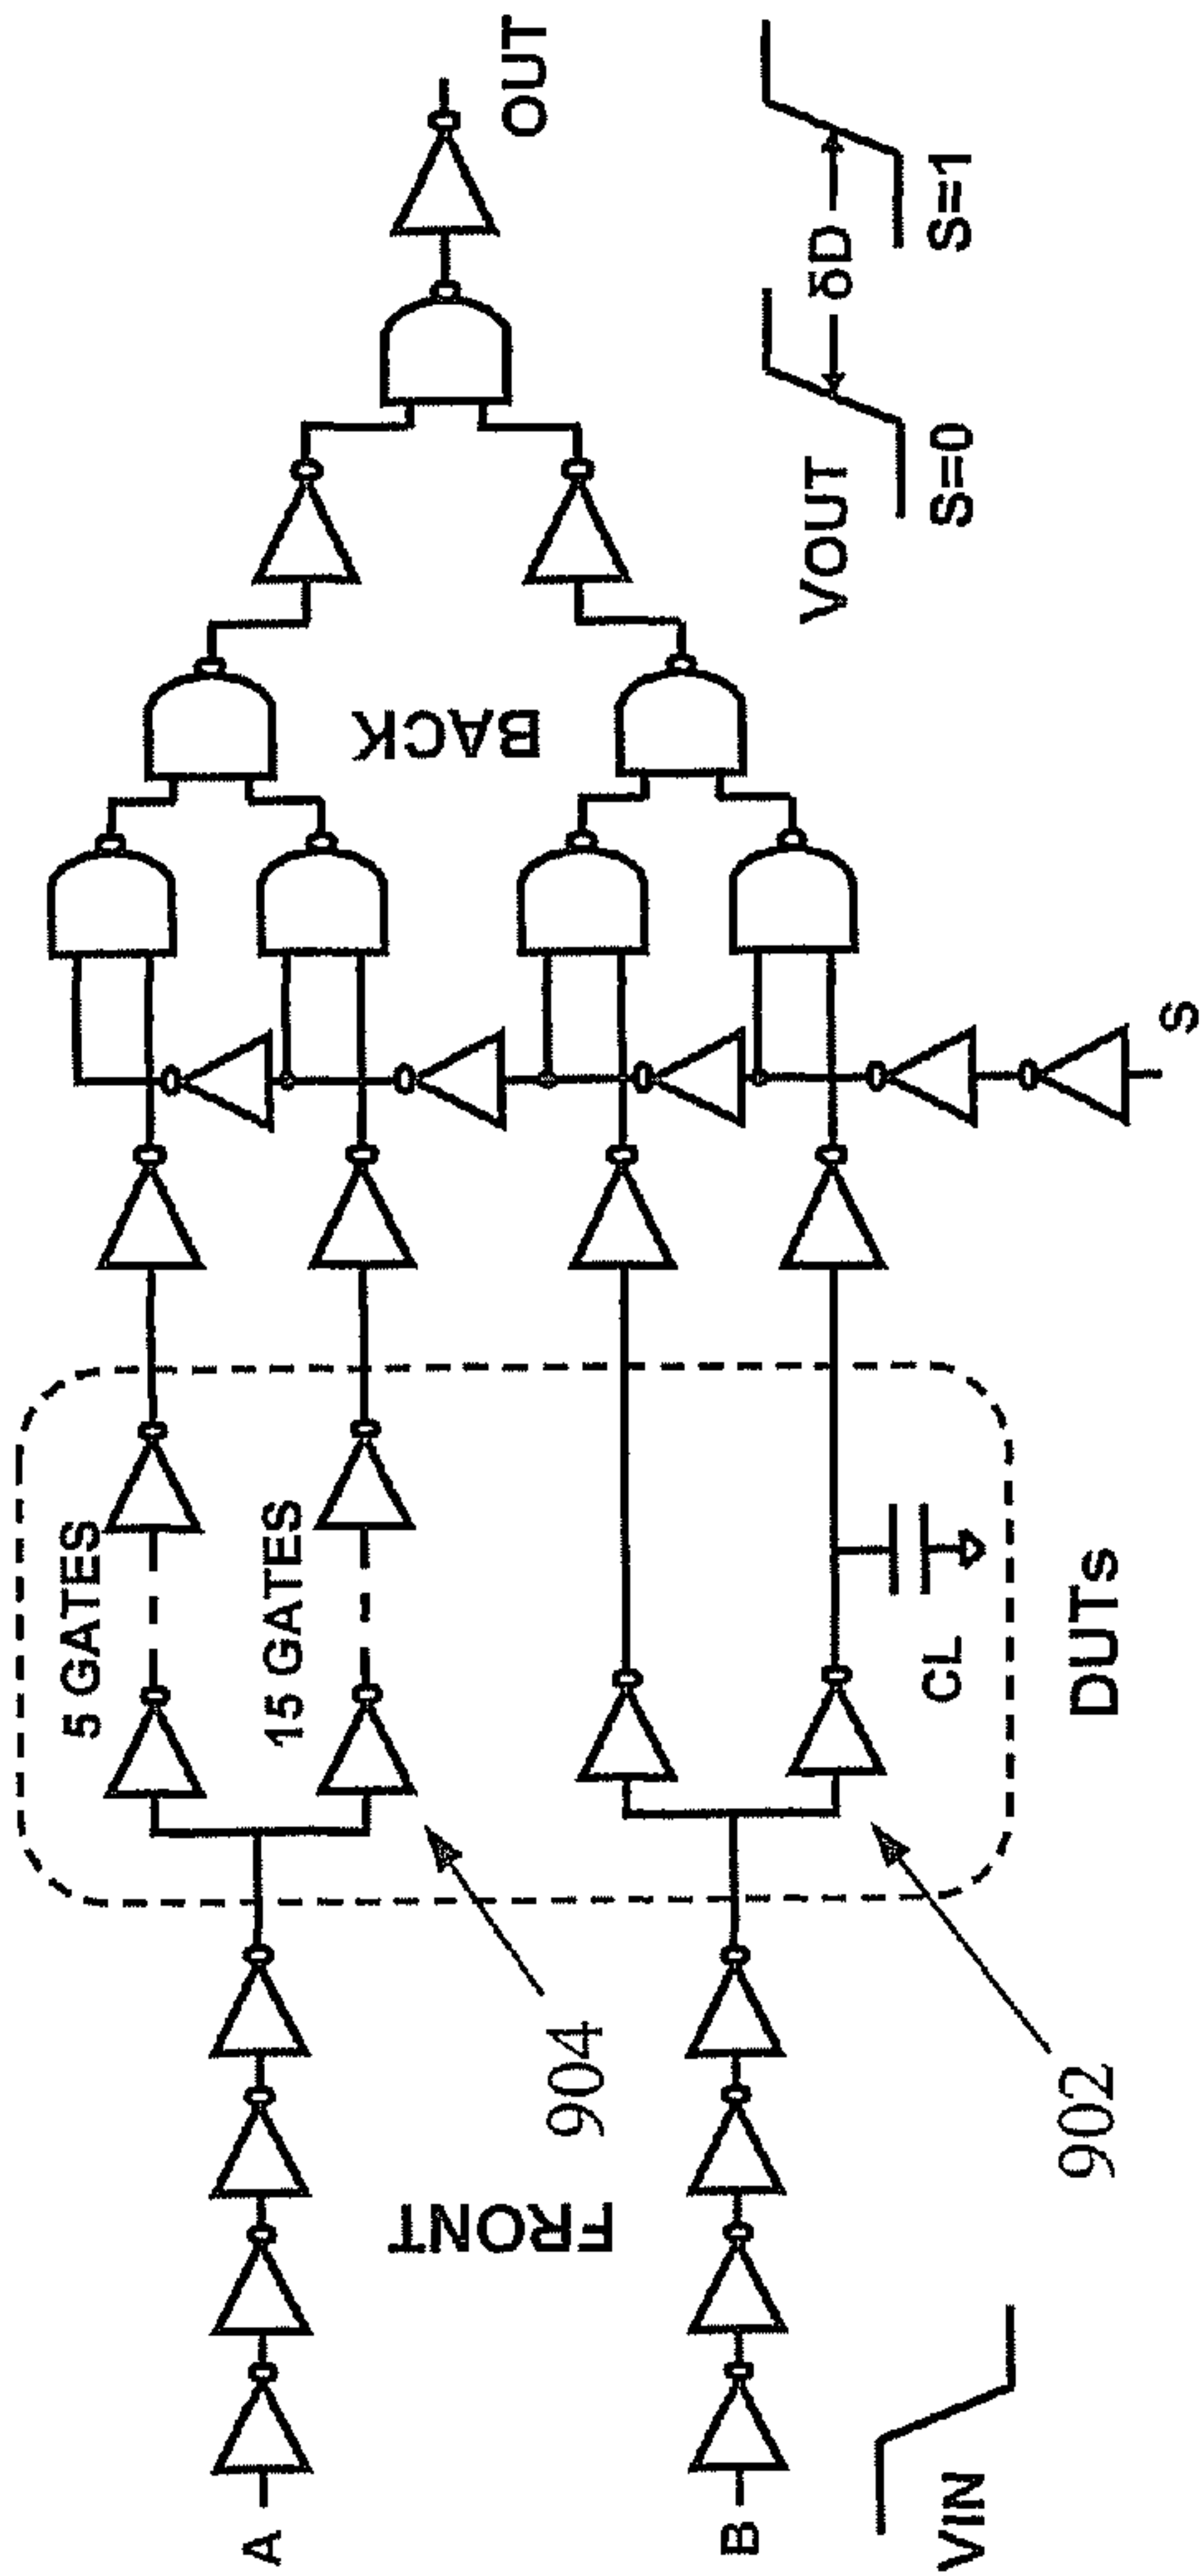 A
B
VIN
FRONT
904
902
5 GATES
15 GATES
CL
DUTs
S
BACK
VOUT
S=0
δD
S=1
OUT